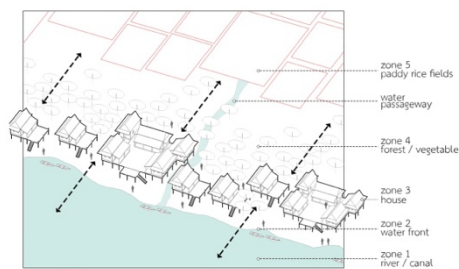 zone 5
paddy rice fields
water
passageway
zone 4
forest / vegetable
zone 3
house
zone 2
water front
zone 1
river / canal